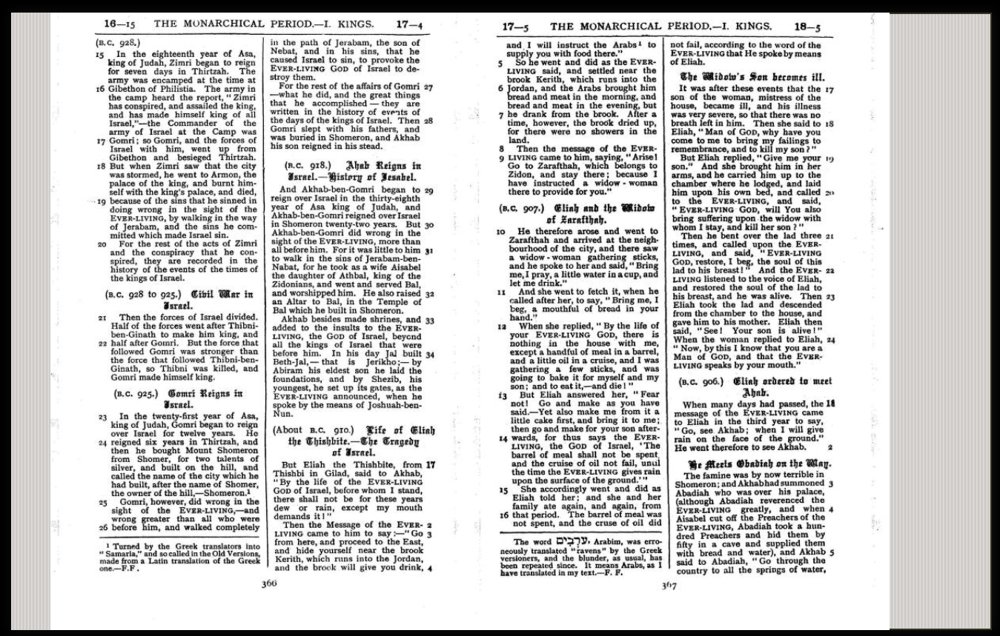 16—15 THE MONARCHICAL PERIOD.—I. KINGS. 17—4
(B.C. 928.)
15 In the eighteenth year of Asa,
king of Judah, Zimri began to reign
for seven days in Thirtzah. The
army was encamped at the time at
16 Gibethon of Philistia. The army in
the camp heard the report, "Zimri
has conspired, and assailed the king,
and has made himself king of all
Israel,"—the Commander of the
army of Israel at the Camp was
17 Gomri; so Gomri, and the forces of
Israel with him, went up from
Gibethon and besieged Thirtzah.
18 But when Zimri saw that the city
was stormed, he went to Armon, the
palace of the king, and burnt him-
self with the king's palace, and died,
19 because of the sins that he sinned in
doing wrong in the sight of the
EVER-LIVING, by walking in the way
of Jerabam, and the sins he com-
mitted which made Israel sin.
20 For the rest of the acts of Zimri
and the conspiracy that he con-
spired, they are recorded in the
history of the events of the times of
the kings of Israel.
(B.C. 928 to 925.) Civil War in
Israel.
21 Then the forces of Israel divided.
Half of the forces went after Thibni-
ben-Ginath to make him king, and
22 half after Gomri. But the force that
followed Gomri was stronger than
the force that followed Thibni-ben-
Ginath, so Thibni was killed, and
Gomri made himself king.
(B.C. 925.) Gomri Reigns in
Israel.
23 In the twenty-first year of Asa,
king of Judah, Gomri began to reign
over Israel for twelve years. He
24 reigned six years in Thirtzah, and
then he bought Mount Shomeron
from Shomer, for two talents of
silver, and built on the hill, and
called the name of the city which he
had built, after the name of Shomer,
the owner of the hill,—Shomeron.¹
25 Gomri, however, did wrong in the
sight of the EVER-LIVING,—and
wrong greater than all who were
26 before him, and walked completely
¹ Turned by the Greek translators into
"Samaria," and so called in the Old Versions,
made from a Latin translation of the Greek
one.—F.F.
in the path of Jerabam, the son of
Nebat, and in his sins, that he
caused Israel to sin, to provoke the
EVER-LIVING GOD of Israel to de-
stroy them.
For the rest of the affairs of Gomri 27
—what he did, and the great things
that he accomplished — they are
written in the history of events of
the days of the kings of Israel. Then 28
Gomri slept with his fathers, and
was buried in Shomeron, and Akhab
his son reigned in his stead.
(B.C. 918.) Ahab Reigns in
Israel.—History of Jesabel.
And Akhab-ben-Gomri began to 29
reign over Israel in the thirty-eighth
year of Asa king of Judah, and
Akhab-ben-Gomri reigned over Israel
in Shomeron twenty-two years. But 30
Akhab-ben-Gomri did wrong in the
sight of the EVER-LIVING, more than
all before him. For it was little to him 31
to walk in the sins of Jerabam-ben-
Nabat, for he took as a wife Aisabel
the daughter of Athbal, king of the
Zidonians, and went and served Bal,
and worshipped him. He also raised 32
an Altar to Bal, in the Temple of
Bal which he built in Shomeron.
Akhab besides made shrines, and 33
added to the insults to the EVER-
LIVING, the GOD of Israel, beyond
all the kings of Israel that were
before him. In his day Jal built 34
Beth-Jal,— that is Jerikho;— by
Abiram his eldest son he laid the
foundations, and by Shezib, his
youngest, he set up its gates, as the
EVER-LIVING announced, when he
spoke by the means of Joshuah-ben-
Nun.
(About B.C. 910.) Life of Eliah
the Thishbite.—The Tragedy
of Israel.
But Eliah the Thishbite, from 17
Thishbi in Gilad, said to Akhab,
"By the life of the EVER-LIVING
GOD of Israel, before whom I stand,
there shall not be for these years
dew or rain, except my mouth
demands it!"
Then the Message of the EVER- 2
LIVING came to him to say :—"Go 3
from here, and proceed to the East,
and hide yourself near the brook
Kerith, which runs into the Jordan,
and the brook will give you drink, 4
366
17—5 THE MONARCHICAL PERIOD.—I. KINGS. 18—5
and I will instruct the Arabs¹ to
supply you with food there."
5 So he went and did as the EVER-
LIVING said, and settled near the
brook Kerith, which runs into the
6 Jordan, and the Arabs brought him
bread and meat in the morning, and
bread and meat in the evening, but
7 he drank from the brook. After a
time, however, the brook dried up,
for there were no showers in the
land.
8 Then the message of the EVER-
9 LIVING came to him, saying, "Arise!
Go to Zarafthah, which belongs to
Zidon, and stay there; because I
have instructed a widow-woman
there to provide for you."
(B.C. 907.) Eliah and the Widow
of Zarafthah.
10 He therefore arose and went to
Zarafthah and arrived at the neigh-
bourhood of the city, and there saw
a widow-woman gathering sticks,
and he spoke to her and said, "Bring
me, I pray, a little water in a cup, and
let me drink."
11 And she went to fetch it, when he
called after her, to say, "Bring me, I
beg, a mouthful of bread in your
hand."
12 When she replied, "By the life of
your EVER-LIVING GOD, there is
nothing in the house with me,
except a handful of meal in a barrel,
and a little oil in a cruise, and I was
gathering a few sticks, and was
going to bake it for myself and my
son; and to eat it,—and die!"
13 But Eliah answered her, "Fear
not! Go and make as you have
said.—Yet also make me from it a
little cake first, and bring it to me;
then go and make for your son after-
14 wards, for thus says the EVER-
LIVING, the GOD of Israel, 'The
barrel of meal shall not be spent,
and the cruise of oil not fail, until
the time the EVER-LIVING gives rain
upon the surface of the ground.'"
15 She accordingly went and did as
Eliah told her; and she and her
family ate again, and again, from
16 that period. The barrel of meal was
not spent, and the cruse of oil did
The word ערבים, Arabim, was erro-
neously translated "ravens" by the Greek
versioners, and the blunder, as usual, has
been repeated since. It means Arabs, as I
have translated in my text.—F. F.
not fail, according to the word of the
EVER-LIVING that He spoke by means
of Eliah.
The Widow's Son becomes ill.
It was after these events that the 17
son of the woman, mistress of the
house, became ill, and his illness
was very severe, so that there was no
breath left in him. Then she said to 18
Eliah, "Man of GOD, why have you
come to me to bring my failings to
remembrance, and to kill my son?"
But Eliah replied, "Give me your 19
son." And she brought him in her
arms, and he carried him up to the
chamber where he lodged, and laid
him upon his own bed, and called 20
to the EVER-LIVING, and said,
"EVER-LIVING GOD, will You also
bring suffering upon the widow with
whom I stay, and kill her son?"
Then he bent over the lad three 21
times, and called upon the EVER-
LIVING, and said, "EVER-LIVING
GOD, restore, I beg, the soul of this
lad to his breast!" And the EVER- 22
LIVING listened to the voice of Eliah,
and restored the soul of the lad to
his breast, and he was alive. Then 23
Eliah took the lad and descended
from the chamber to the house, and
gave him to his mother. Eliah then
said, "See! Your son is alive!"
When the woman replied to Eliah, 24
"Now, by this I know that you are a
Man of GOD, and that the EVER-
LIVING speaks by your mouth."
(B.C. 906.) Eliah ordered to meet
Ahab.
When many days had passed, the 18
message of the EVER-LIVING came
to Eliah in the third year to say,
"Go, see Akhab; when I will give
rain on the face of the ground."
He went therefore to see Akhab. 2
He Meets Obadiah on the Way.
The famine was by now terrible in
Shomeron; and Akhab had summoned 3
Abadiah who was over his palace,
(although Abadiah reverenced the
EVER-LIVING greatly, and when 4
Aisabel cut off the Preachers of the
EVER-LIVING, Abadiah took a hun-
dred Preachers and hid them by
fifty in a cave and supplied them
with bread and water), and Akhab 5
said to Abadiah, "Go through the
country to all the springs of water,
367